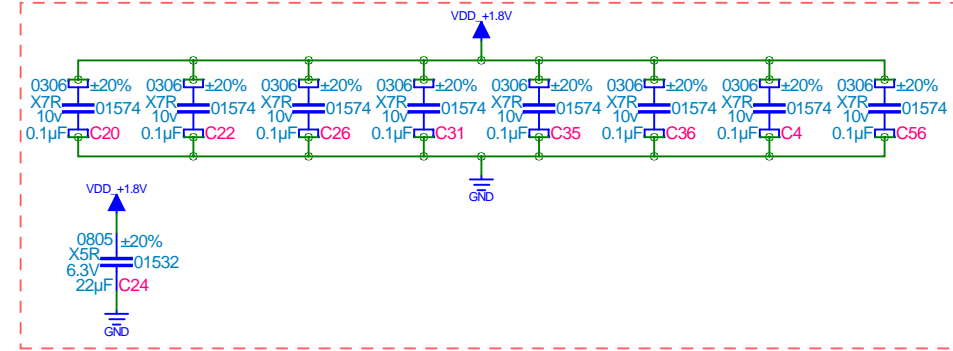 VDD_+1.8V
0306 ±20% 0306 ±20% 0306 ±20% 0306 ±20% 0306 ±20% 0306 ±20% 0306 ±20% 0306 ±20%
X7R 01574 X7R 01574 X7R 01574 X7R 01574 X7R 01574 X7R 01574 X7R 01574 X7R 01574
10v 10v 10v 10v 10v 10v 10v 10v
0.1µF C20 0.1µF C22 0.1µF C26 0.1µF C31 0.1µF C35 0.1µF C36 0.1µF C4 0.1µF C56
GND
VDD_+1.8V
0805 ±20%
X5R 01532
6.3V
22µF C24
GND